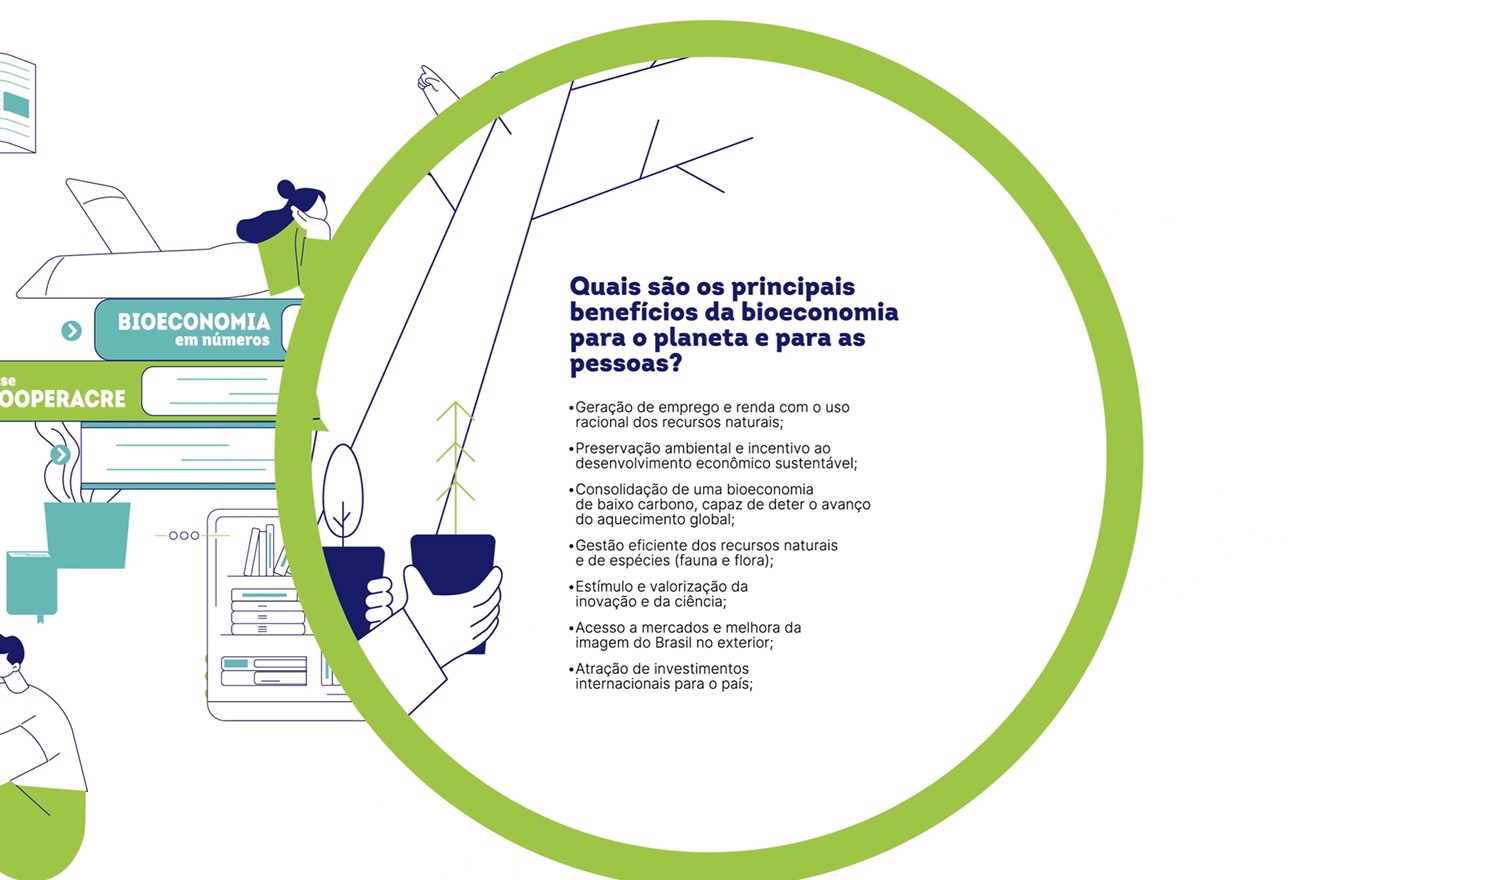 BIOECONOMIA
em números
se
OOPERACRE
Quais são os principais
benefícios da bioeconomia
para o planeta e para as
pessoas?
•Geração de emprego e renda com o uso
racional dos recursos naturais;
•Preservação ambiental e incentivo ao
desenvolvimento econômico sustentável;
•Consolidação de uma bioeconomia
de baixo carbono, capaz de deter o avanço
do aquecimento global;
•Gestão eficiente dos recursos naturais
e de espécies (fauna e flora);
•Estímulo e valorização da
inovação e da ciência;
•Acesso a mercados e melhora da
imagem do Brasil no exterior;
•Atração de investimentos
internacionais para o país;